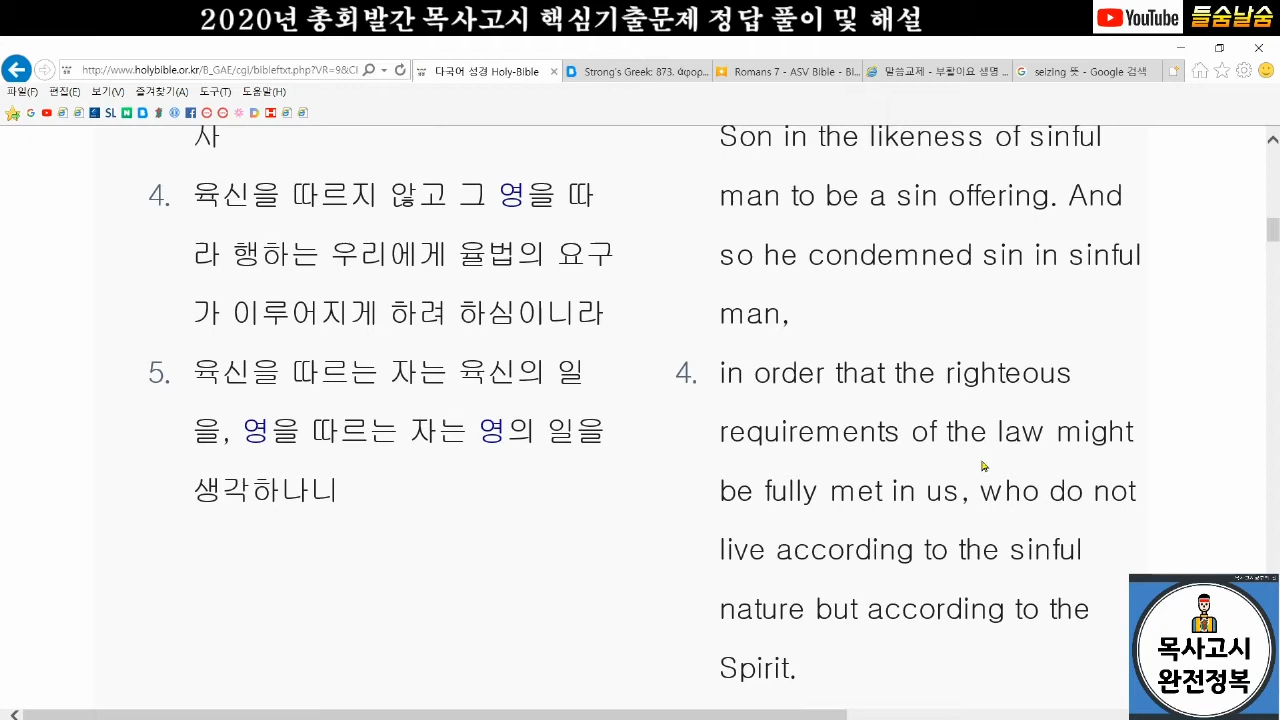 2020년 총회발간 목사고시 핵심기출문제 정답 풀이 및 해설
YouTube
들숨날숨
http://www.holybible.or.kr/B_GAE/cgi/bibleftxt.php?VR=9&CI
다국어 성경 Holy-Bible
Strong's Greek: 873. ἀφορ...
Romans 7 - ASV Bible - Bl...
말씀교제 - 부활이요 생명 ...
seizing 뜻 - Google 검색
파일(F) 편집(E) 보기(V) 즐겨찾기(A) 도구(T) 도움말(H)
사
4. 육신을 따르지 않고 그 영을 따
라 행하는 우리에게 율법의 요구
가 이루어지게 하려 하심이니라
5. 육신을 따르는 자는 육신의 일
을, 영을 따르는 자는 영의 일을
생각하나니
Son in the likeness of sinful
man to be a sin offering. And
so he condemned sin in sinful
man,
4. in order that the righteous
requirements of the law might
be fully met in us, who do not
live according to the sinful
nature but according to the
Spirit.
목사고시
완전정복